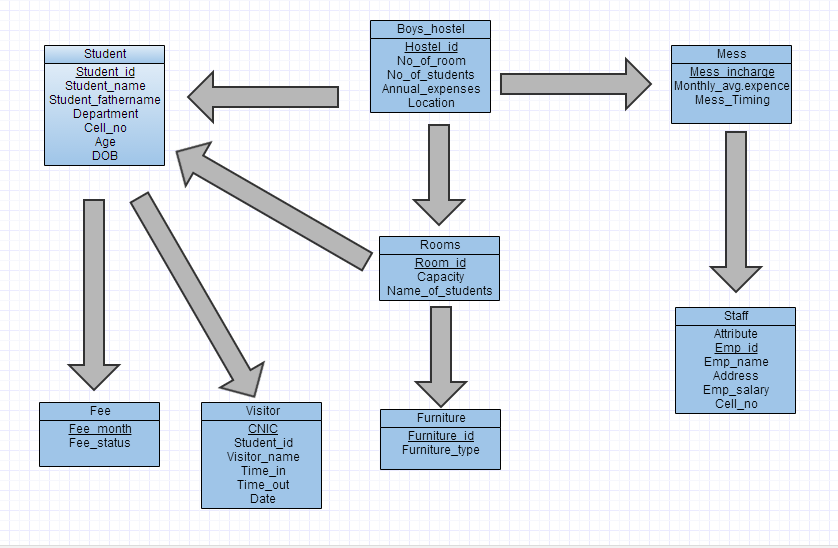 Boys_hostel
Hostel_id
No_of_room
No_of_students
Annual_expenses
Location
Student
Student_id
Student_name
Student_fathername
Department
Cell_no
Age
DOB
Mess
Mess_incharge
Monthly_avg.expence
Mess_Timing
Rooms
Room_id
Capacity
Name_of_students
Staff
Attribute
Emp_id
Emp_name
Address
Emp_salary
Cell_no
Fee
Fee_month
Fee_status
Visitor
CNIC
Student_id
Visitor_name
Time_in
Time_out
Date
Furniture
Furniture_id
Furniture_type